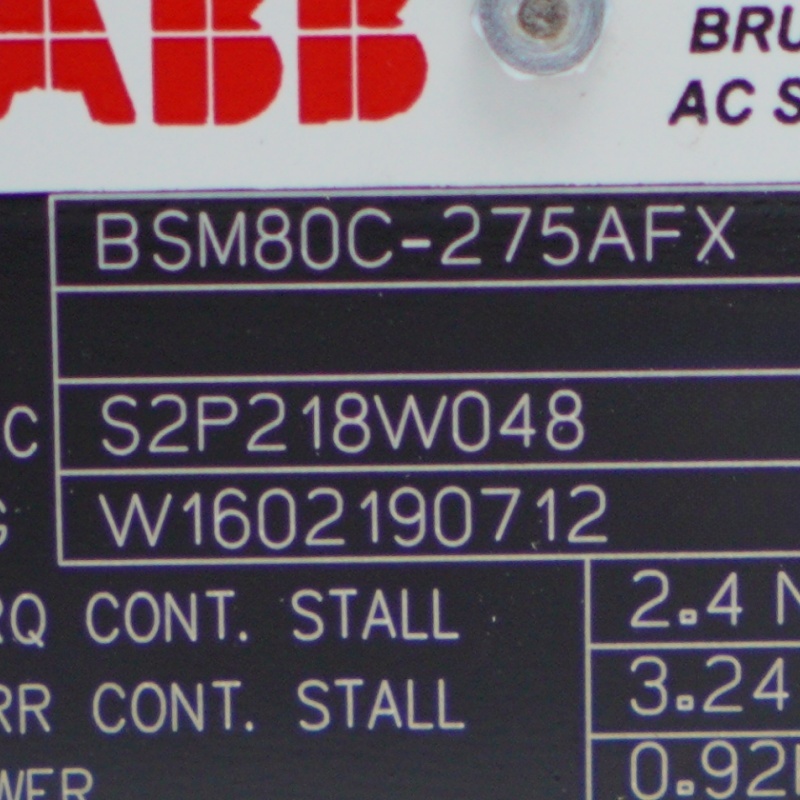 ABB
BRU
AC S
BSM80C-275AFX
C S2P218W048
G W1602190712
RQ CONT. STALL 2.4 N
RR CONT. STALL 3.24
WER 0.92